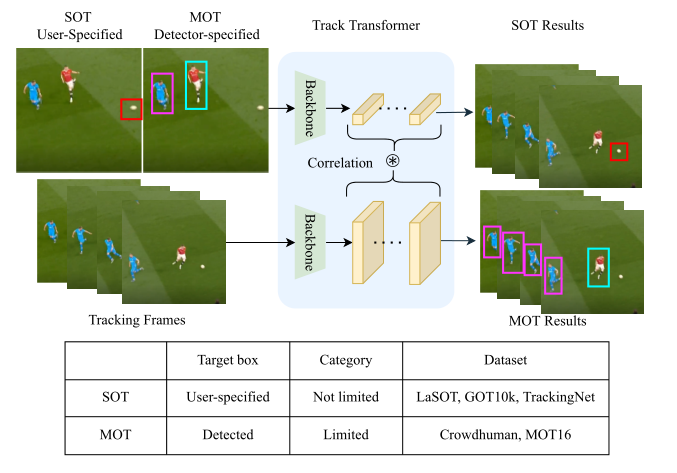 SOT
User-Specified
MOT
Detector-specified
Track Transformer
SOT Results
Backbone
Correlation
Backbone
Tracking Frames
MOT Results
Target box Category Dataset
SOT User-specified Not limited LaSOT, GOT10k, TrackingNet
MOT Detected Limited Crowdhuman, MOT16